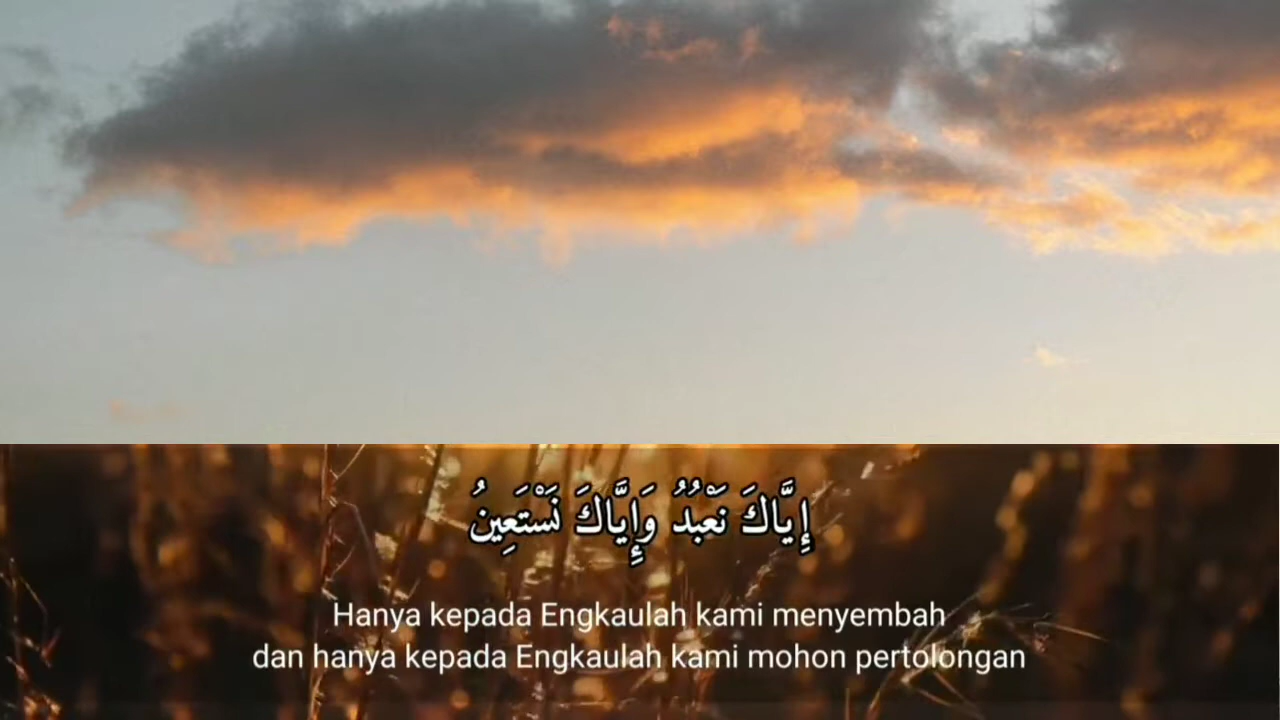 إِيَّاكَ نَعْبُدُ وَإِيَّاكَ نَسْتَعِينُ
Hanya kepada Engkaulah kami menyembah
dan hanya kepada Engkaulah kami mohon pertolongan